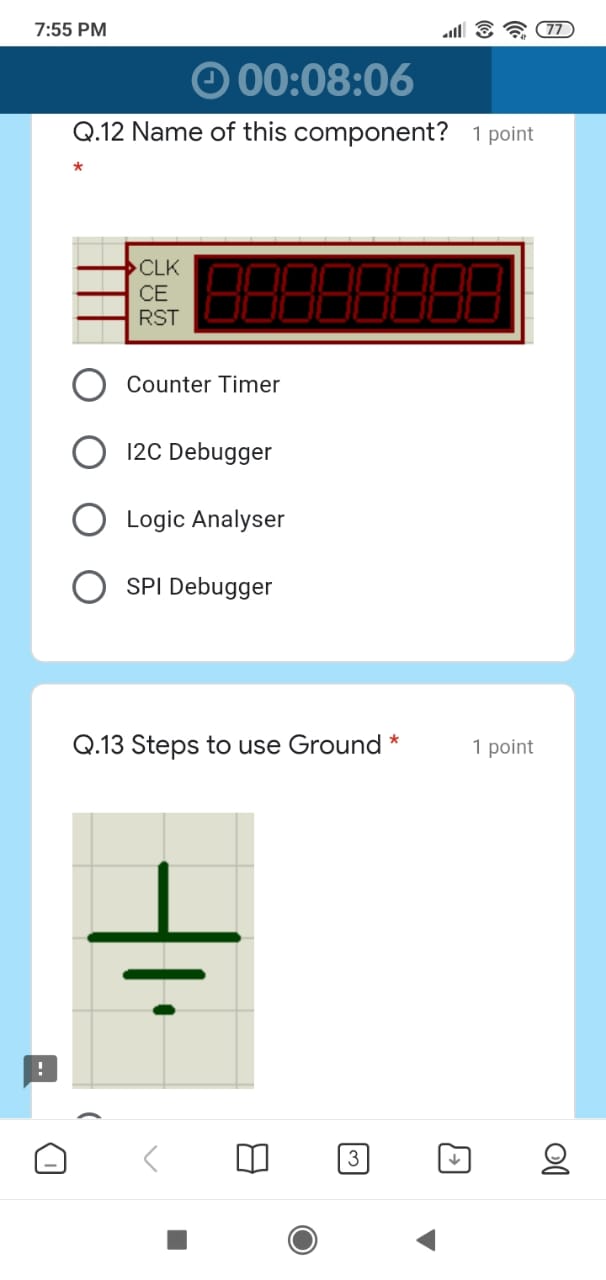 7:55 PM
77
00:08:06
Q.12 Name of this component? 1 point
*
CLK
CE
RST
88888888
Counter Timer
I2C Debugger
Logic Analyser
SPI Debugger
Q.13 Steps to use Ground * 1 point
!
3